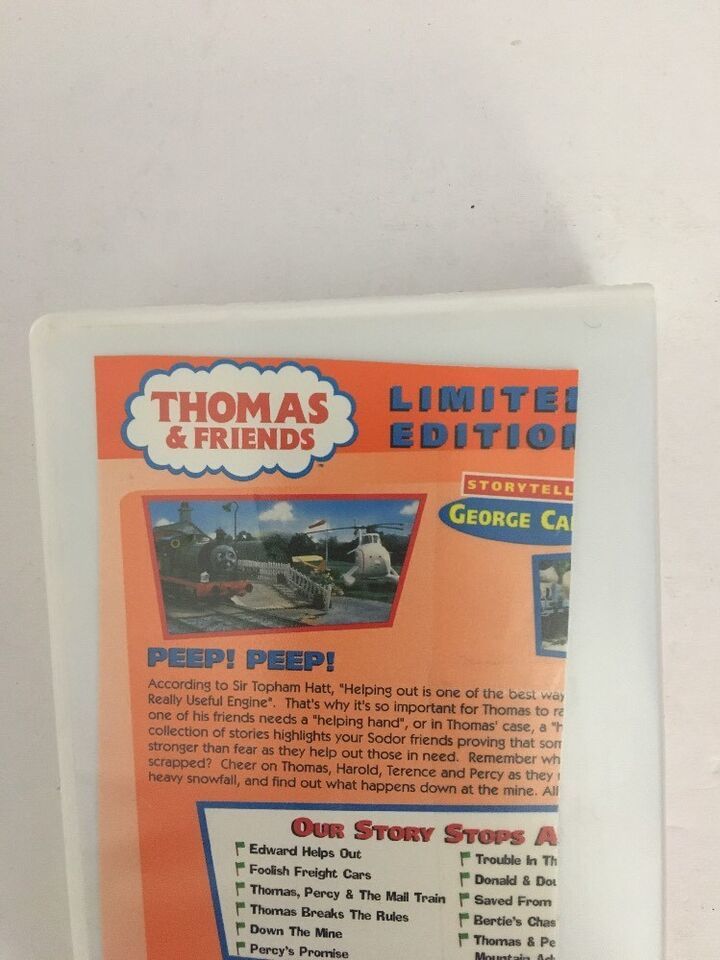 THOMAS
& FRIENDS
LIMITE
EDITIO
STORYTELL
GEORGE CA
PEEP! PEEP!
According to Sir Topham Hatt, "Helping out is one of the best way
Really Useful Engine". That's why it's so important for Thomas to ra
one of his friends needs a "helping hand", or in Thomas' case, a "h
collection of stories highlights your Sodor friends proving that som
stronger than fear as they help out those in need. Remember wh
scrapped? Cheer on Thomas, Harold, Terence and Percy as they
heavy snowfall, and find out what happens down at the mine. All
OUR STORY STOPS A
Edward Helps Out
Foolish Freight Cars
Thomas, Percy & The Mail Train
Thomas Breaks The Rules
Down The Mine
Percy's Promise
Trouble In Th
Donald & Dou
Saved From
Bertie's Chas
Thomas & Pe
Mountain Adv